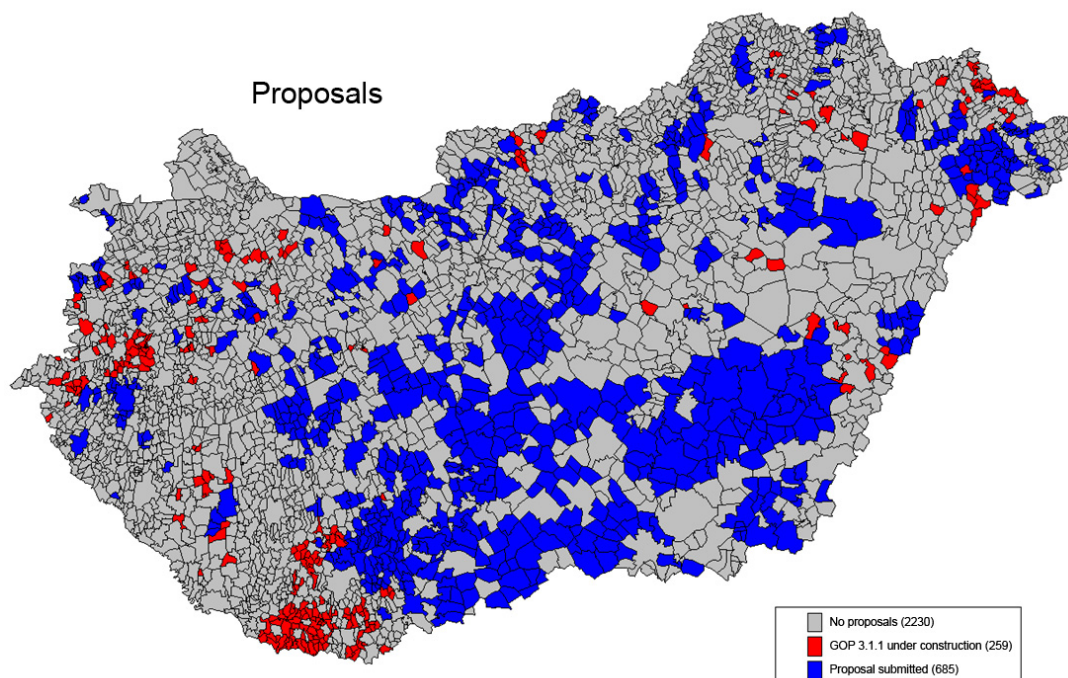 Proposals
No proposals (2230)
GOP 3.1.1 under construction (259)
Proposal submitted (685)